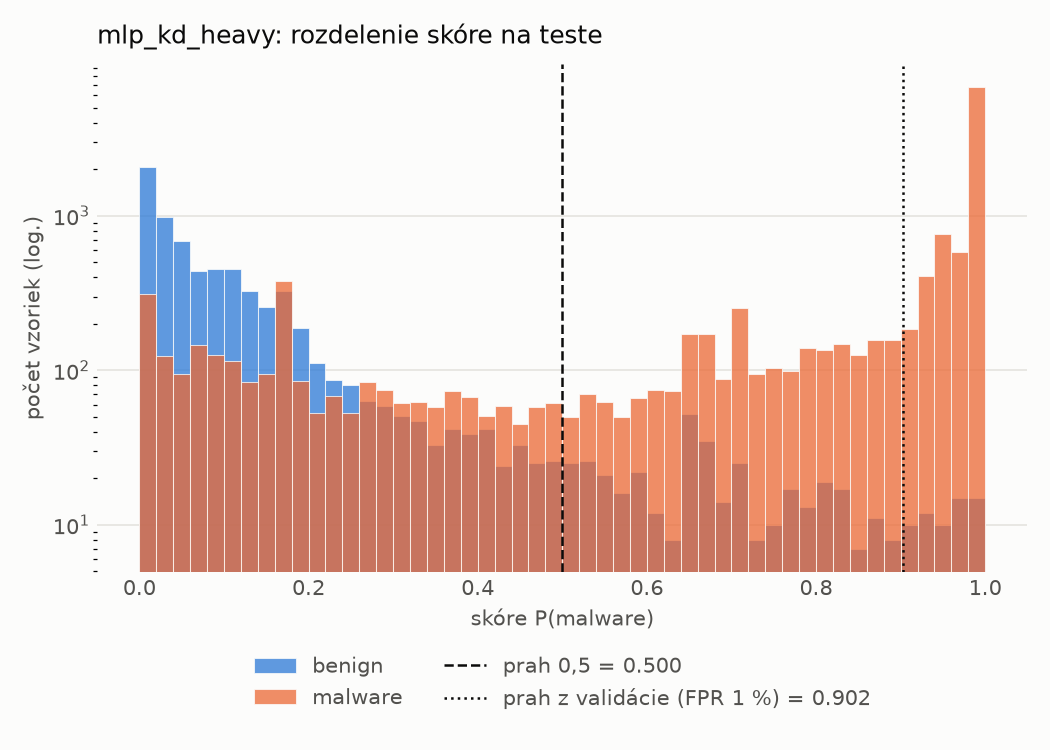 mlp_kd_heavy: rozdelenie skóre na teste
počet vzoriek (log.)
10³
10²
10¹
0.0 0.2 0.4 0.6 0.8 1.0
skóre P(malware)
benign
malware
prah 0,5 = 0.500
prah z validácie (FPR 1 %) = 0.902